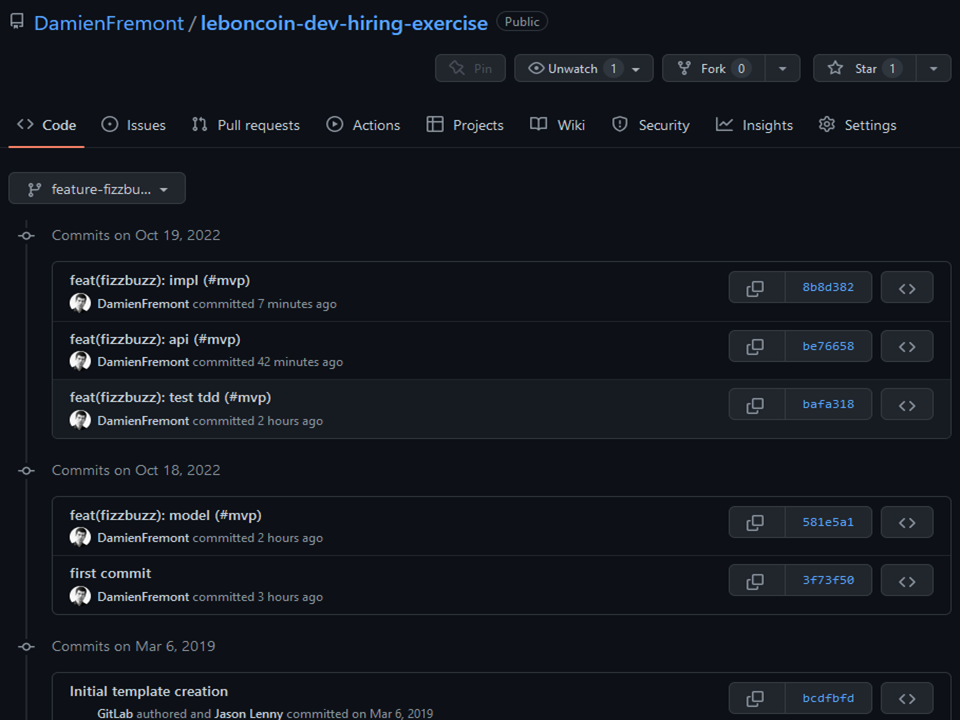 DamienFremont / leboncoin-dev-hiring-exercise Public
Pin Unwatch 1 Fork 0 Star 1
Code Issues Pull requests Actions Projects Wiki Security Insights Settings
feature-fizzbu...
Commits on Oct 19, 2022
feat(fizzbuzz): impl (#mvp)
DamienFremont committed 7 minutes ago
8b8d382
feat(fizzbuzz): api (#mvp)
DamienFremont committed 42 minutes ago
be76658
feat(fizzbuzz): test tdd (#mvp)
DamienFremont committed 2 hours ago
bafa318
Commits on Oct 18, 2022
feat(fizzbuzz): model (#mvp)
DamienFremont committed 2 hours ago
581e5a1
first commit
DamienFremont committed 3 hours ago
3f73f50
Commits on Mar 6, 2019
Initial template creation
GitLab authored and Jason Lenny committed on Mar 6, 2019
bcdfbfd